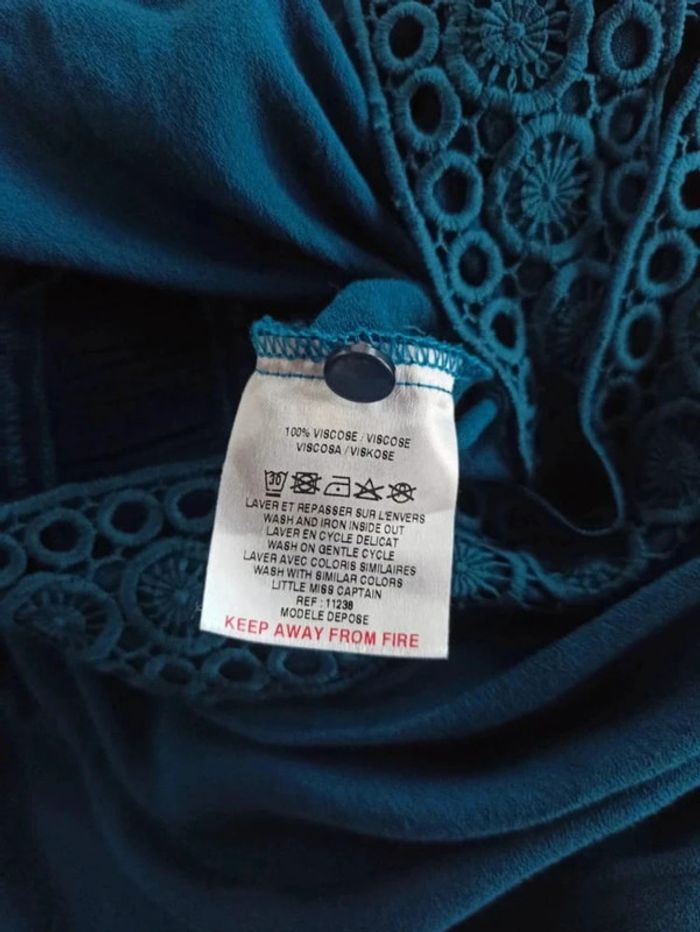 100% VISCOSE / VISCOSE
VISCOSA / VISKOSE
30
LAVER ET REPASSER SUR L'ENVERS
WASH AND IRON INSIDE OUT
LAVER EN CYCLE DELICAT
WASH ON GENTLE CYCLE
LAVER AVEC COLORIS SIMILAIRES
WASH WITH SIMILAR COLORS
LITTLE MISS CAPTAIN
REF : 11238
MODELE DEPOSE
KEEP AWAY FROM FIRE